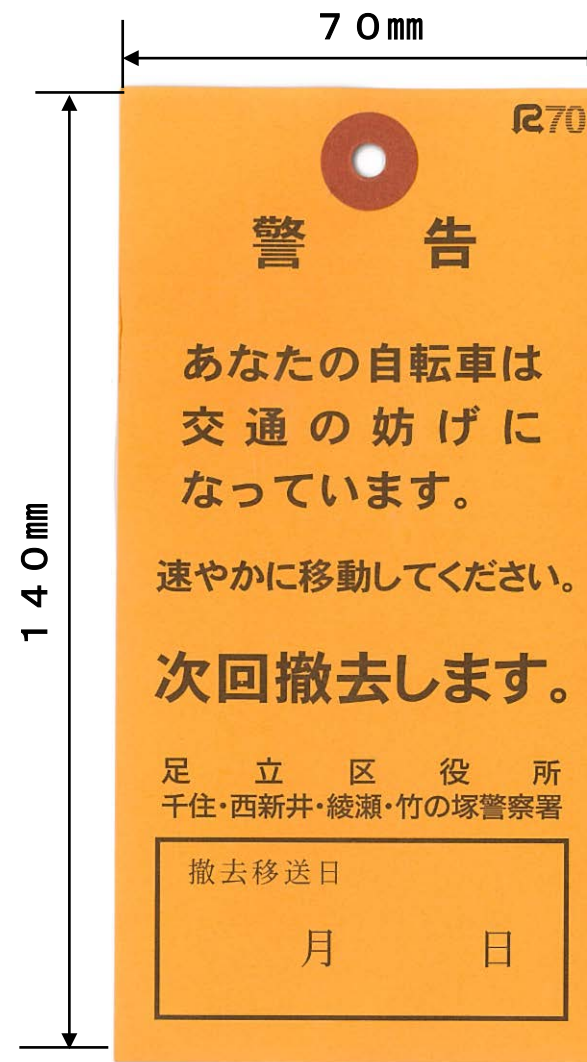 ７０㎜
R70
警 告
あなたの自転車は
交通の妨げに
なっています。
速やかに移動してください。
次回撤去します。
足立区役所
千住・西新井・綾瀬・竹の塚警察署
撤去移送日
月 日
１４０㎜